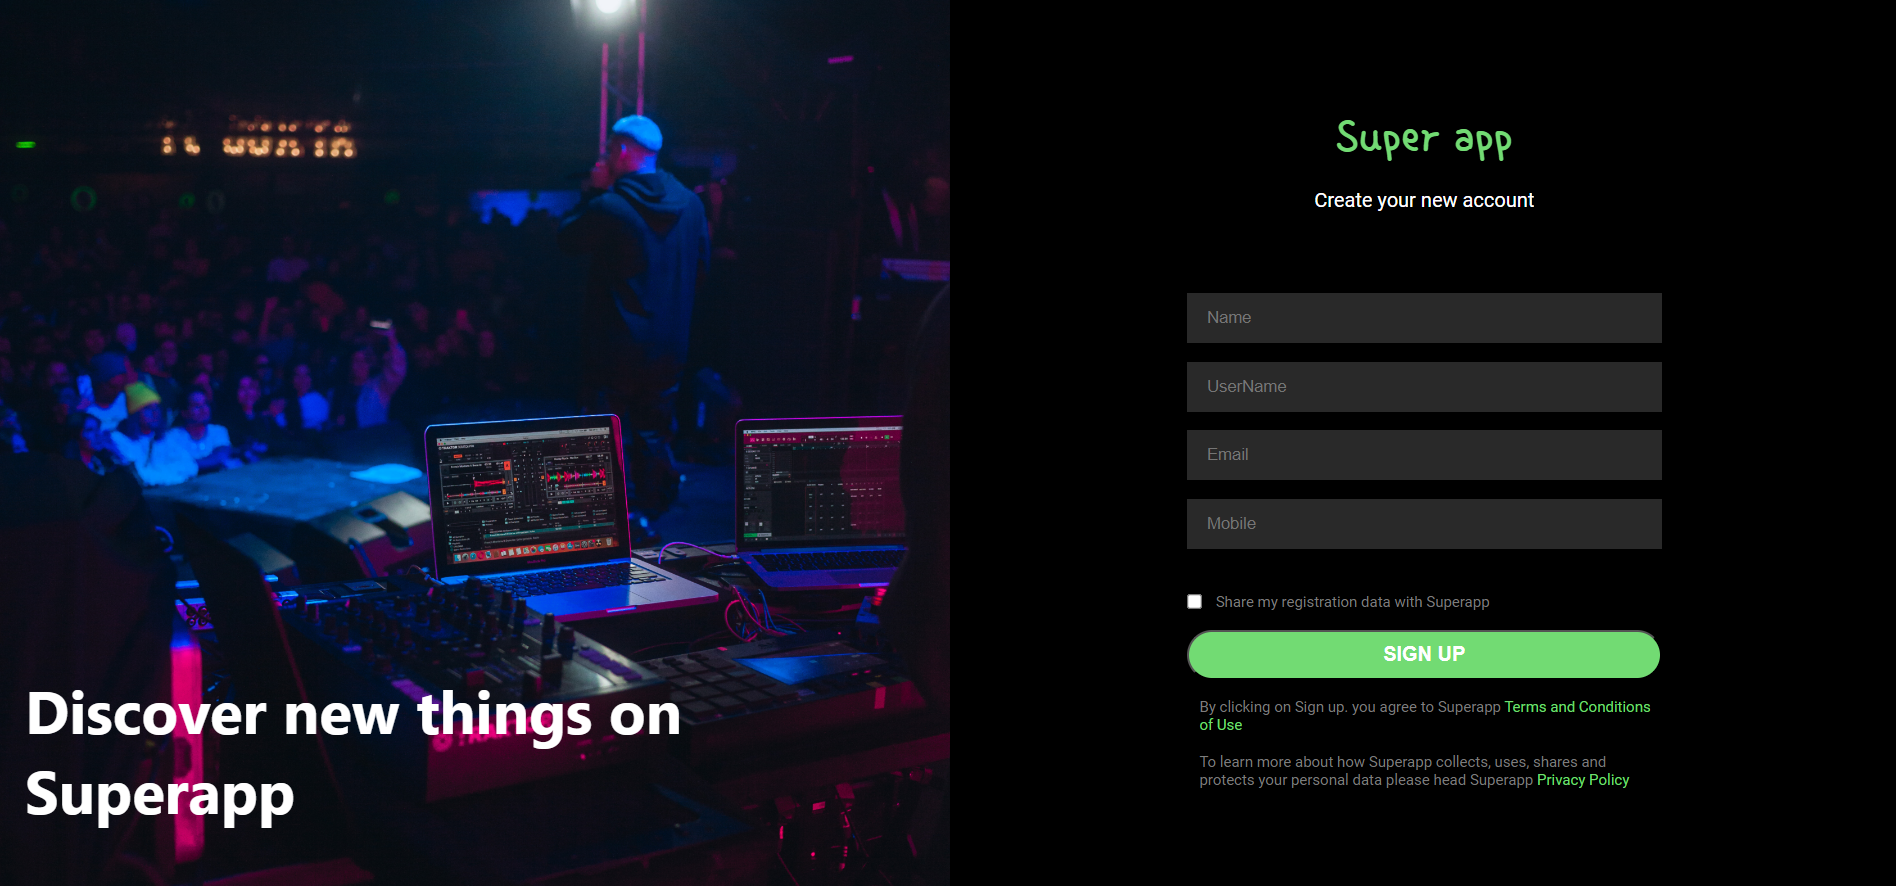 Discover new things on
Superapp
Super app
Create your new account
Name
UserName
Email
Mobile
Share my registration data with Superapp
SIGN UP
By clicking on Sign up. you agree to Superapp Terms and Conditions
of Use
To learn more about how Superapp collects, uses, shares and
protects your personal data please head Superapp Privacy Policy